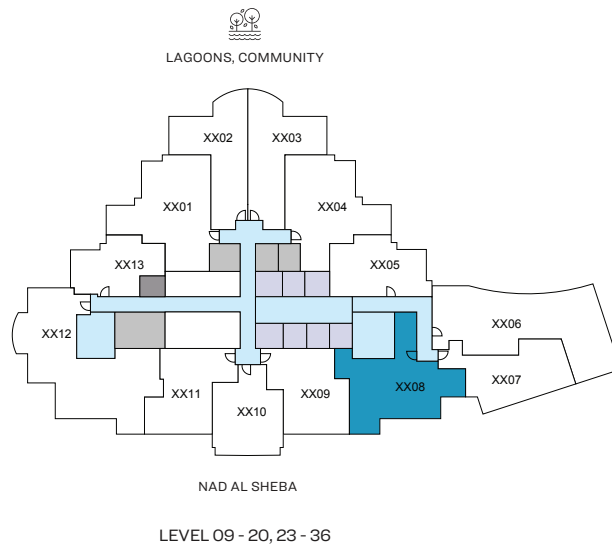 LAGOONS, COMMUNITY
XX02 XX03
XX01 XX04
XX13 XX05
XX12 XX06
XX11 XX10 XX09 XX08 XX07
NAD AL SHEBA
LEVEL 09 - 20, 23 - 36